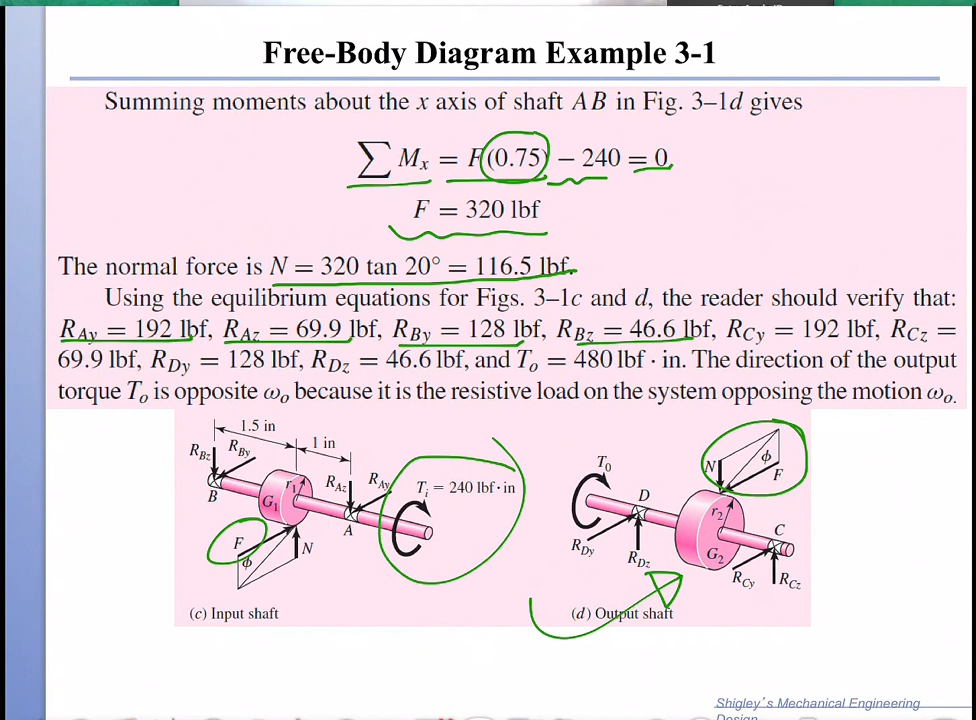 Free-Body Diagram Example 3-1
Summing moments about the x axis of shaft AB in Fig. 3–1d gives
∑ Mx = F(0.75) − 240 = 0
F = 320 lbf
The normal force is N = 320 tan 20° = 116.5 lbf.
Using the equilibrium equations for Figs. 3–1c and d, the reader should verify that:
RAy = 192 lbf, RAz = 69.9 lbf, RBy = 128 lbf, RBz = 46.6 lbf, RCy = 192 lbf, RCz =
69.9 lbf, RDy = 128 lbf, RDz = 46.6 lbf, and To = 480 lbf · in. The direction of the output
torque To is opposite ωo because it is the resistive load on the system opposing the motion ωo.
1.5 in
1 in
RBz
RBy
B
G1
r1
RAz
RAy
A
Ti = 240 lbf·in
F
ϕ
N
(c) Input shaft
T0
D
RDy
RDz
N
ϕ
F
r2
G2
C
RCy
RCz
(d) Output shaft
Shigley's Mechanical Engineering
Design